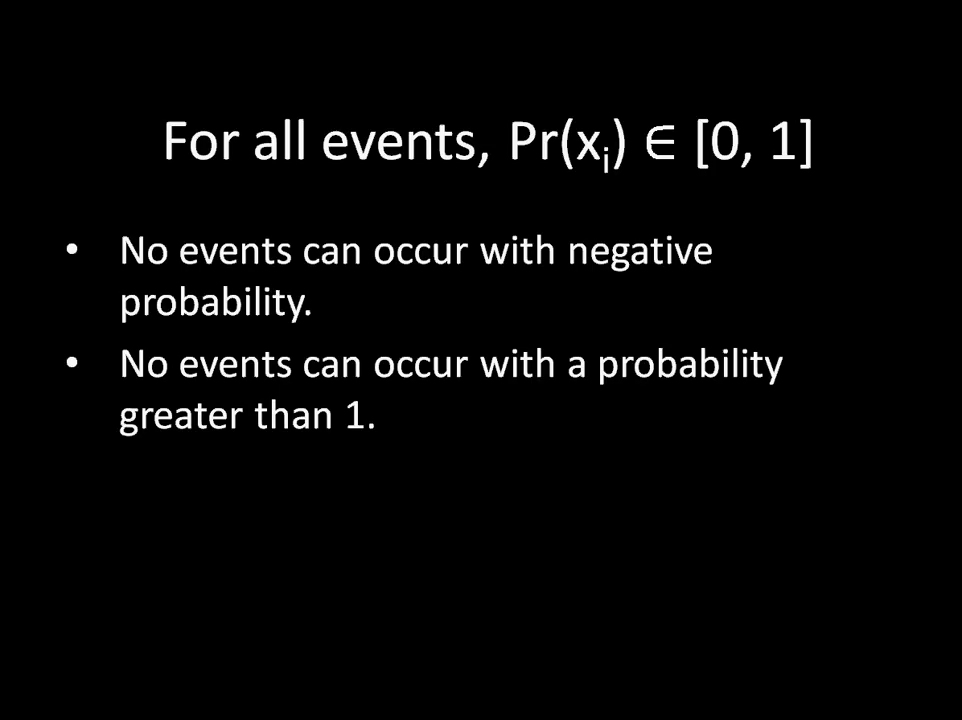 For all events, Pr(xᵢ) ∈ [0, 1]
• No events can occur with negative
probability.
• No events can occur with a probability
greater than 1.